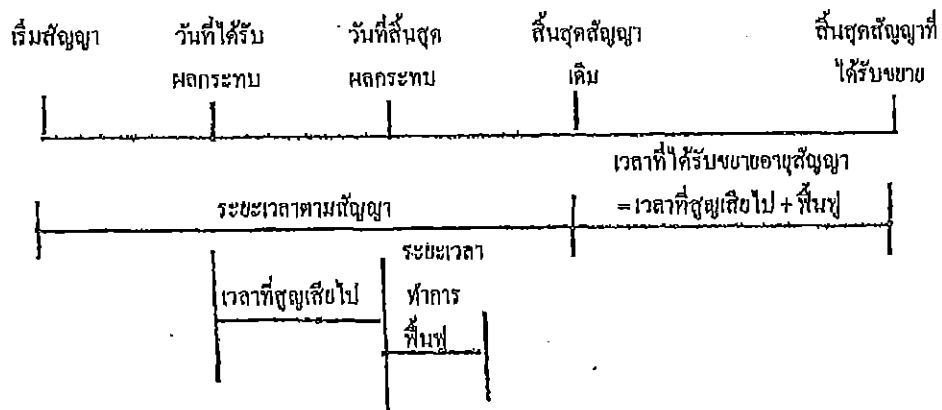 เริ่มสัญญา วันที่ได้รับ วันที่สิ้นสุด สิ้นสุดสัญญา สิ้นสุดสัญญาที่
ผลกระทบ ผลกระทบ เดิม ได้รับขยาย
เวลาที่ได้รับขยายอายุสัญญา
ระยะเวลาตามสัญญา = เวลาที่สูญเสียไป + ฟื้นฟู
ระยะเวลา
เวลาที่สูญเสียไป ทำการ
ฟื้นฟู